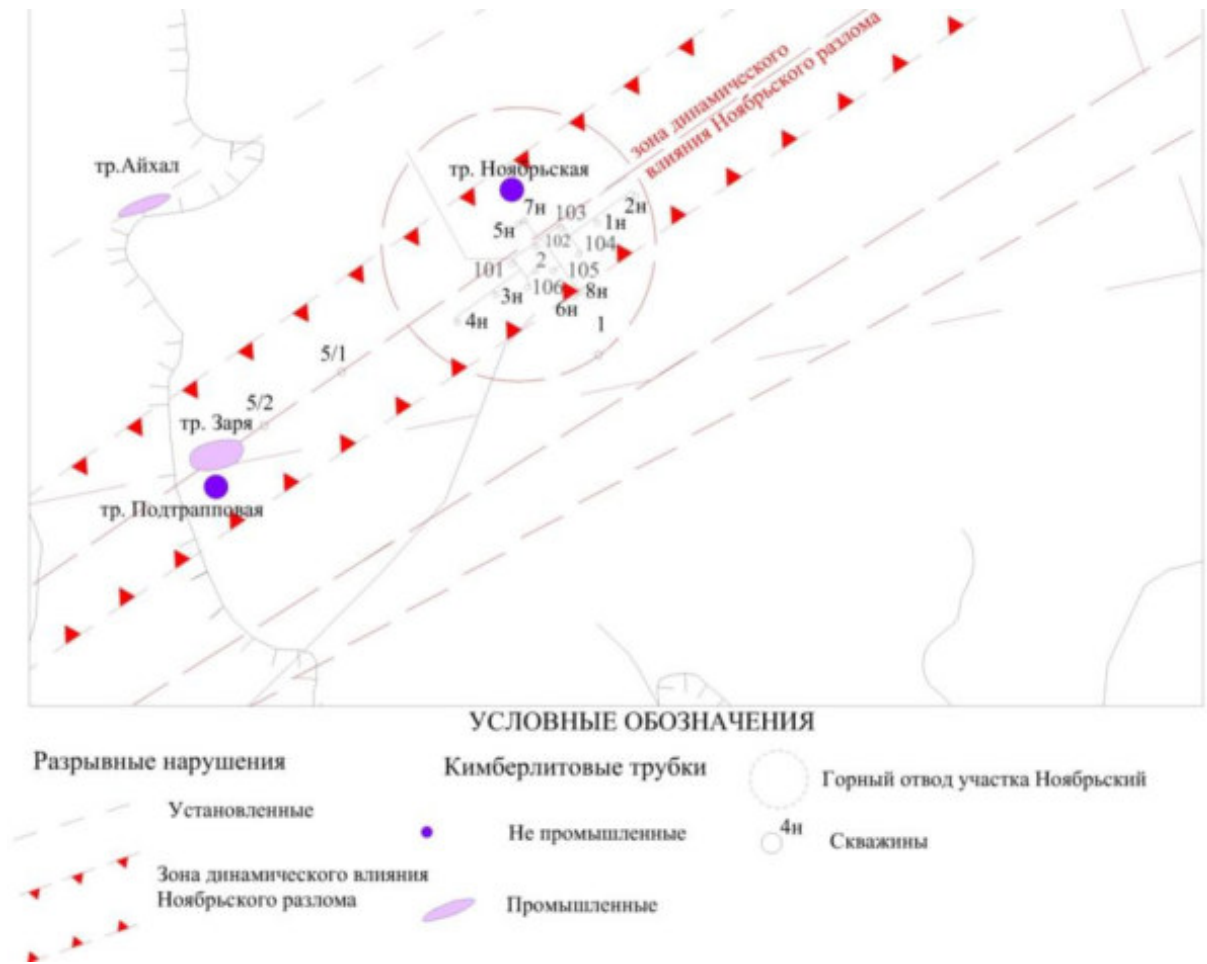 зона динамического
влияния Ноябрьского разлома
тр.Айхал
тр. Ноябрьская
7н
2н
103
5н
1н
102
104
101
2
105
106
8н
3н
6н
4н
1
5/1
5/2
тр. Заря
тр. Подтрапповая
УСЛОВНЫЕ ОБОЗНАЧЕНИЯ
Разрывные нарушения
Установленные
Зона динамического влияния
Ноябрьского разлома
Кимберлитовые трубки
Не промышленные
Промышленные
Горный отвод участка Ноябрьский
4н
Скважины